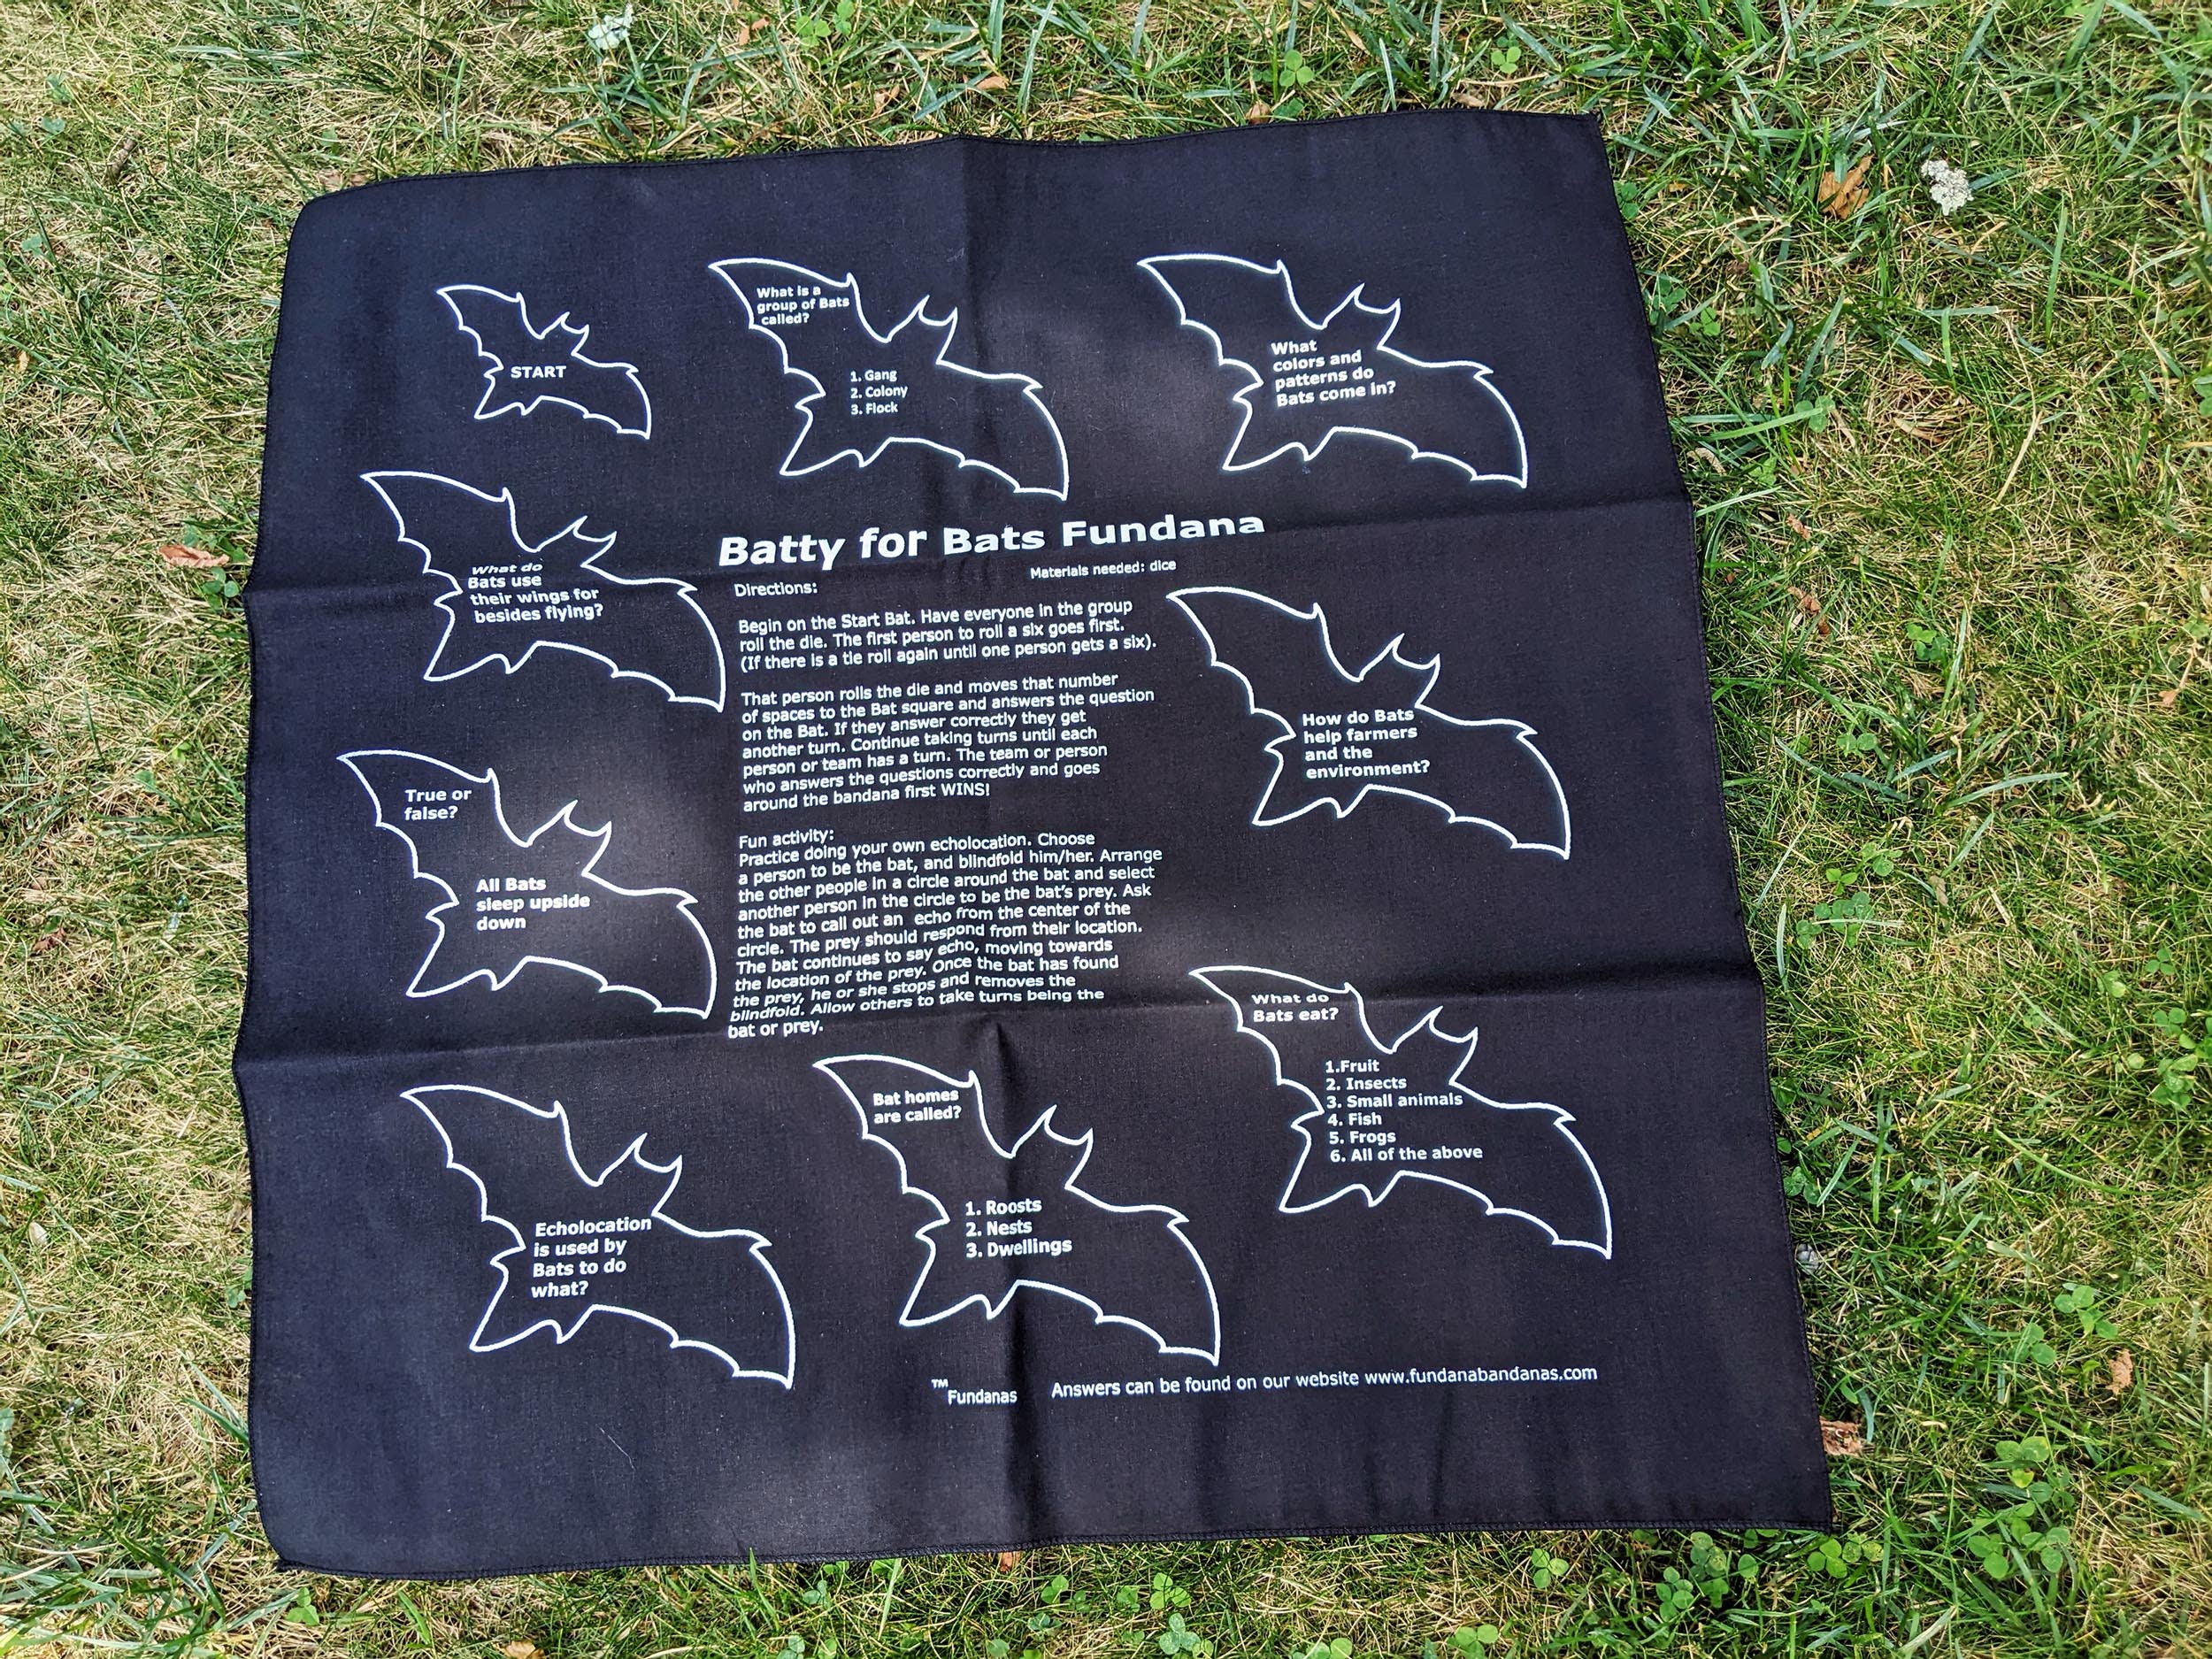 START
What is a
group of Bats
called?
1. Gang
2. Colony
3. Flock
What
colors and
patterns do
Bats come in?
What do
Bats use
their wings for
besides flying?
Batty for Bats Fundana
Materials needed: dice
Directions:
Begin on the Start Bat. Have everyone in the group
roll the die. The first person to roll a six goes first.
(If there is a tie roll again until one person gets a six).
That person rolls the die and moves that number
of spaces to the Bat square and answers the question
on the Bat. If they answer correctly they get
another turn. Continue taking turns until each
person or team has a turn. The team or person
who answers the questions correctly and goes
around the bandana first WINS!
Fun activity:
Practice doing your own echolocation. Choose
a person to be the bat, and blindfold him/her. Arrange
the other people in a circle around the bat and select
another person in the circle to be the bat's prey. Ask
the bat to call out an echo from the center of the
circle. The prey should respond from their location.
The bat continues to say echo, moving towards
the location of the prey. Once the bat has found
the prey, he or she stops and removes the
blindfold. Allow others to take turns being the
bat or prey.
How do Bats
help farmers
and the
environment?
True or
false?
All Bats
sleep upside
down
What do
Bats eat?
1.Fruit
2. Insects
3. Small animals
4. Fish
5. Frogs
6. All of the above
Echolocation
is used by
Bats to do
what?
Bat homes
are called?
1. Roosts
2. Nests
3. Dwellings
™
Fundanas
Answers can be found on our website www.fundanabandanas.com